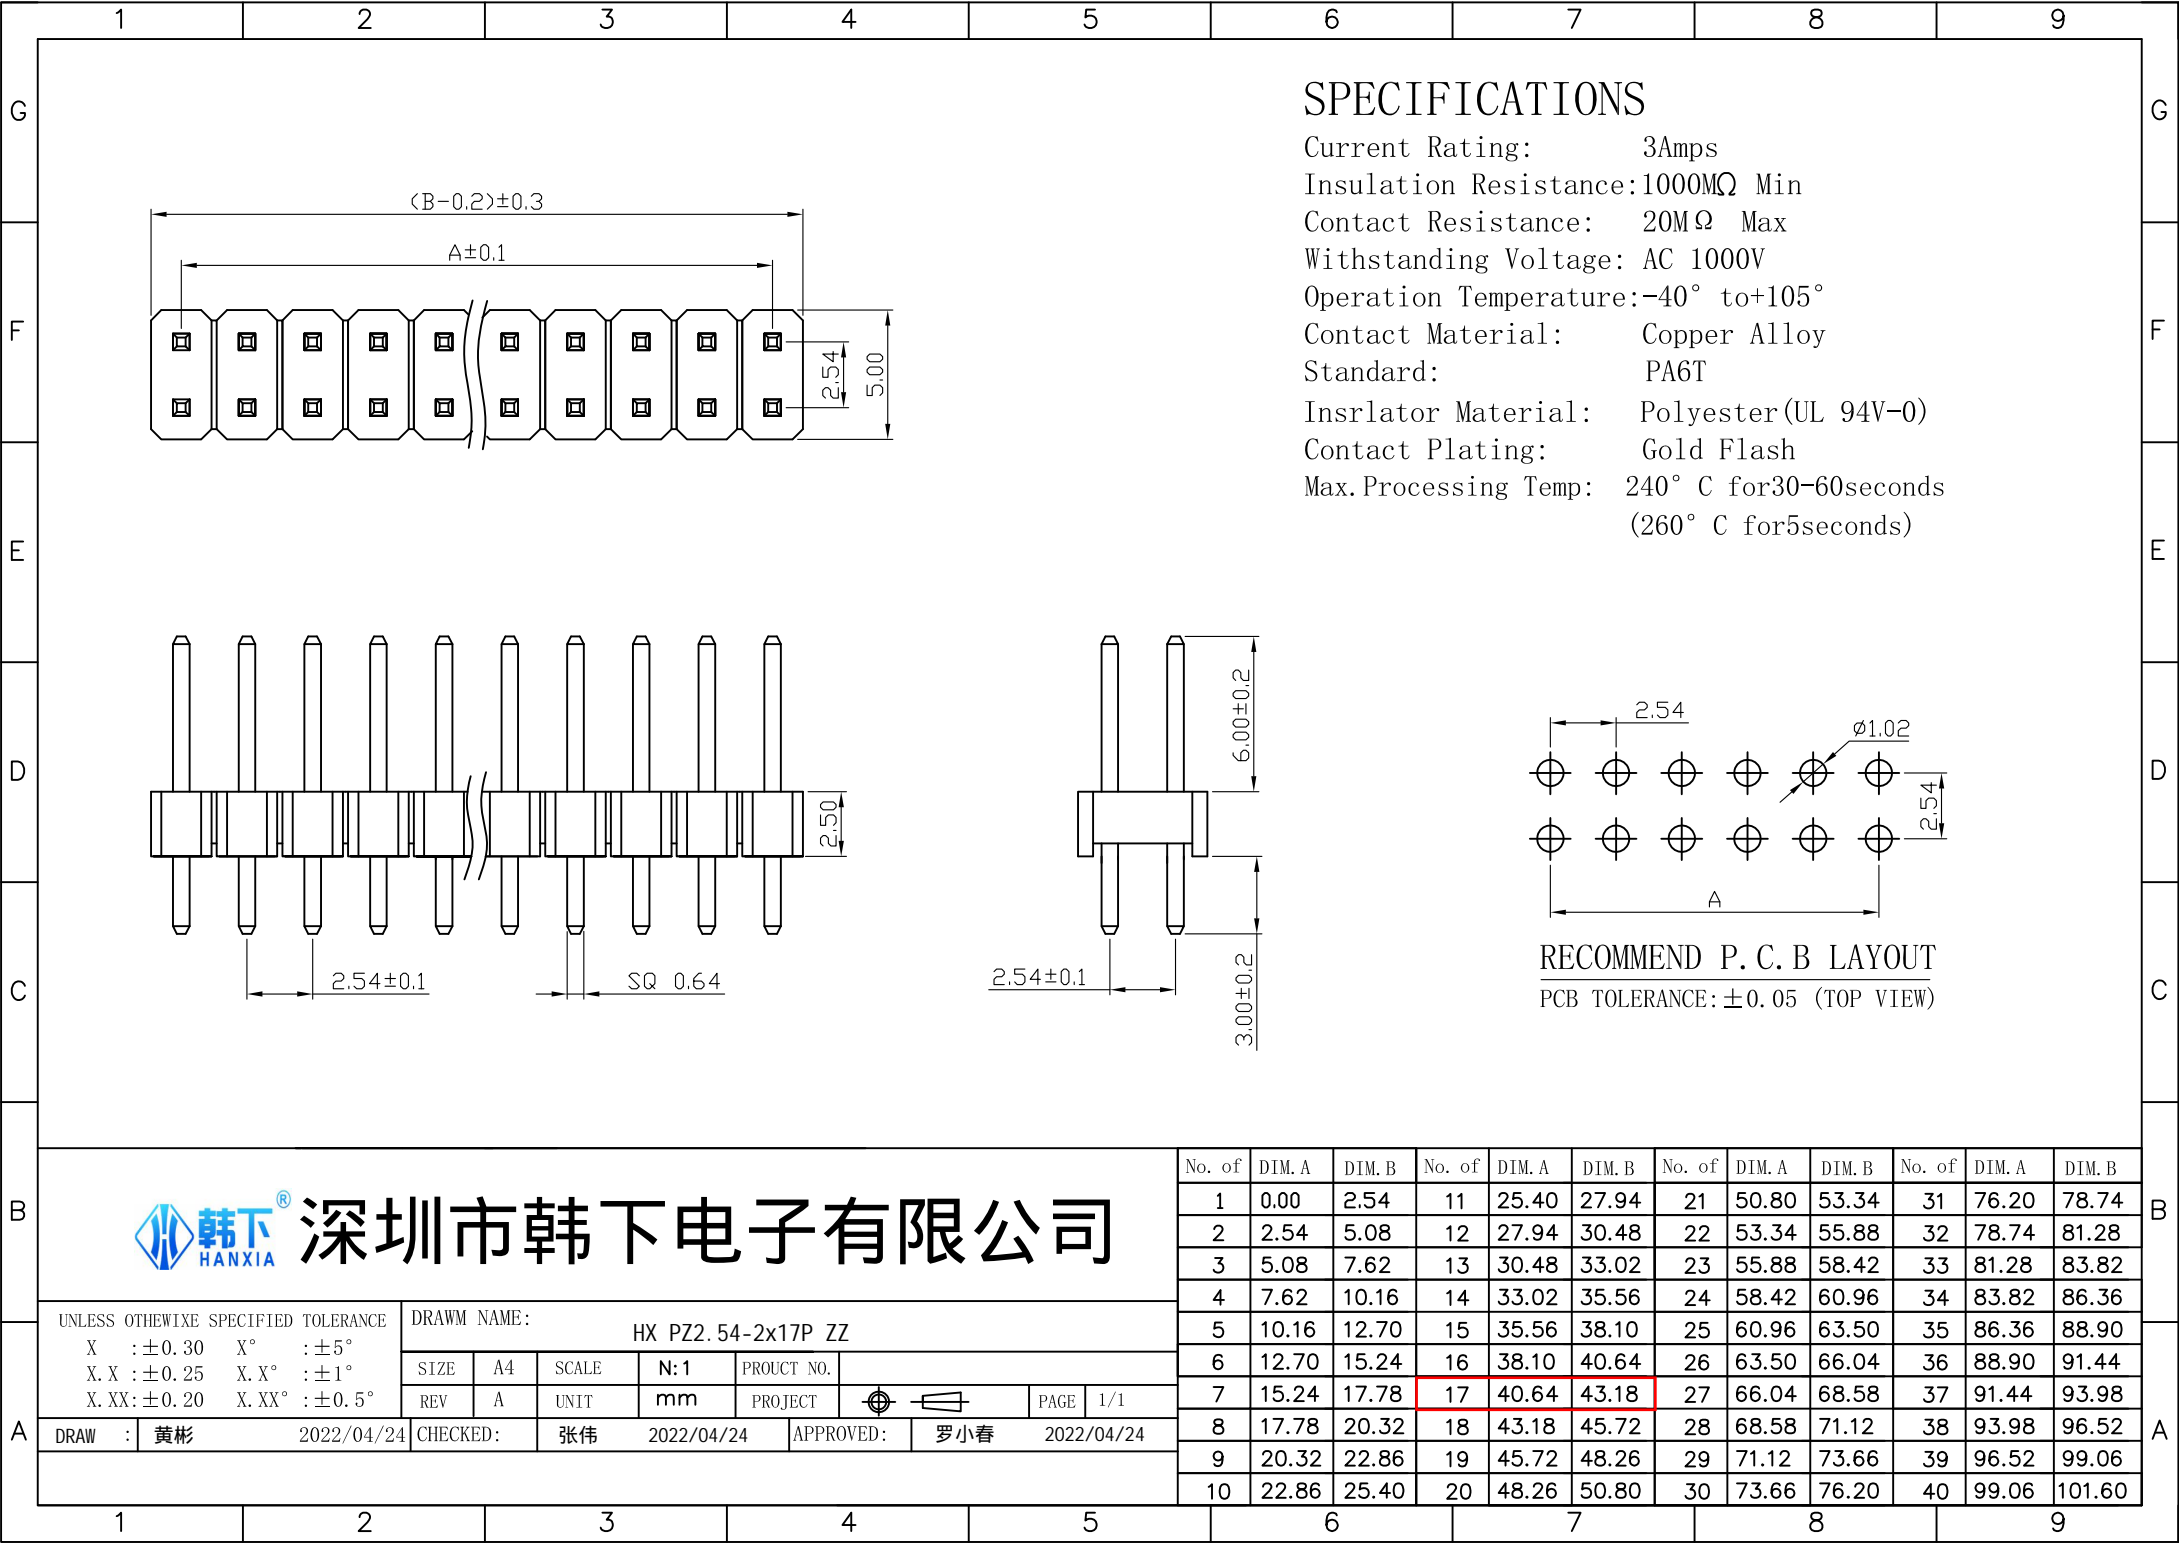 1 2 3 4 5 6 7 8 9
G G
F F
E E
D D
C C
B B
A A
SPECIFICATIONS
Current Rating: 3Amps
Insulation Resistance:1000MΩ Min
Contact Resistance: 20MΩ Max
Withstanding Voltage: AC 1000V
Operation Temperature:-40° to+105°
Contact Material: Copper Alloy
Standard: PA6T
Insrlator Material: Polyester(UL 94V-0)
Contact Plating: Gold Flash
Max.Processing Temp: 240° C for30-60seconds
(260° C for5seconds)
(B-0.2)±0.3
A±0.1
2.54
5.00
2.50
2.54±0.1
SQ 0.64
6.00±0.2
2.54±0.1
3.00±0.2
2.54
ø1.02
2.54
A
RECOMMEND P.C.B LAYOUT
PCB TOLERANCE:±0.05 (TOP VIEW)
韩下®
HANXIA
深圳市韩下电子有限公司
UNLESS OTHEWIXE SPECIFIED TOLERANCE
X :±0.30 X° :±5°
X.X :±0.25 X.X° :±1°
X.XX:±0.20 X.XX° :±0.5°
DRAWM NAME:
HX PZ2.54-2x17P ZZ
SIZE A4 SCALE N:1 PROUCT NO.
REV A UNIT mm PROJECT PAGE 1/1
DRAW : 黄彬 2022/04/24 CHECKED: 张伟 2022/04/24 APPROVED: 罗小春 2022/04/24
No. of DIM.A DIM.B No. of DIM.A DIM.B No. of DIM.A DIM.B No. of DIM.A DIM.B
1 0.00 2.54 11 25.40 27.94 21 50.80 53.34 31 76.20 78.74
2 2.54 5.08 12 27.94 30.48 22 53.34 55.88 32 78.74 81.28
3 5.08 7.62 13 30.48 33.02 23 55.88 58.42 33 81.28 83.82
4 7.62 10.16 14 33.02 35.56 24 58.42 60.96 34 83.82 86.36
5 10.16 12.70 15 35.56 38.10 25 60.96 63.50 35 86.36 88.90
6 12.70 15.24 16 38.10 40.64 26 63.50 66.04 36 88.90 91.44
7 15.24 17.78 17 40.64 43.18 27 66.04 68.58 37 91.44 93.98
8 17.78 20.32 18 43.18 45.72 28 68.58 71.12 38 93.98 96.52
9 20.32 22.86 19 45.72 48.26 29 71.12 73.66 39 96.52 99.06
10 22.86 25.40 20 48.26 50.80 30 73.66 76.20 40 99.06 101.60
1 2 3 4 5 6 7 8 9